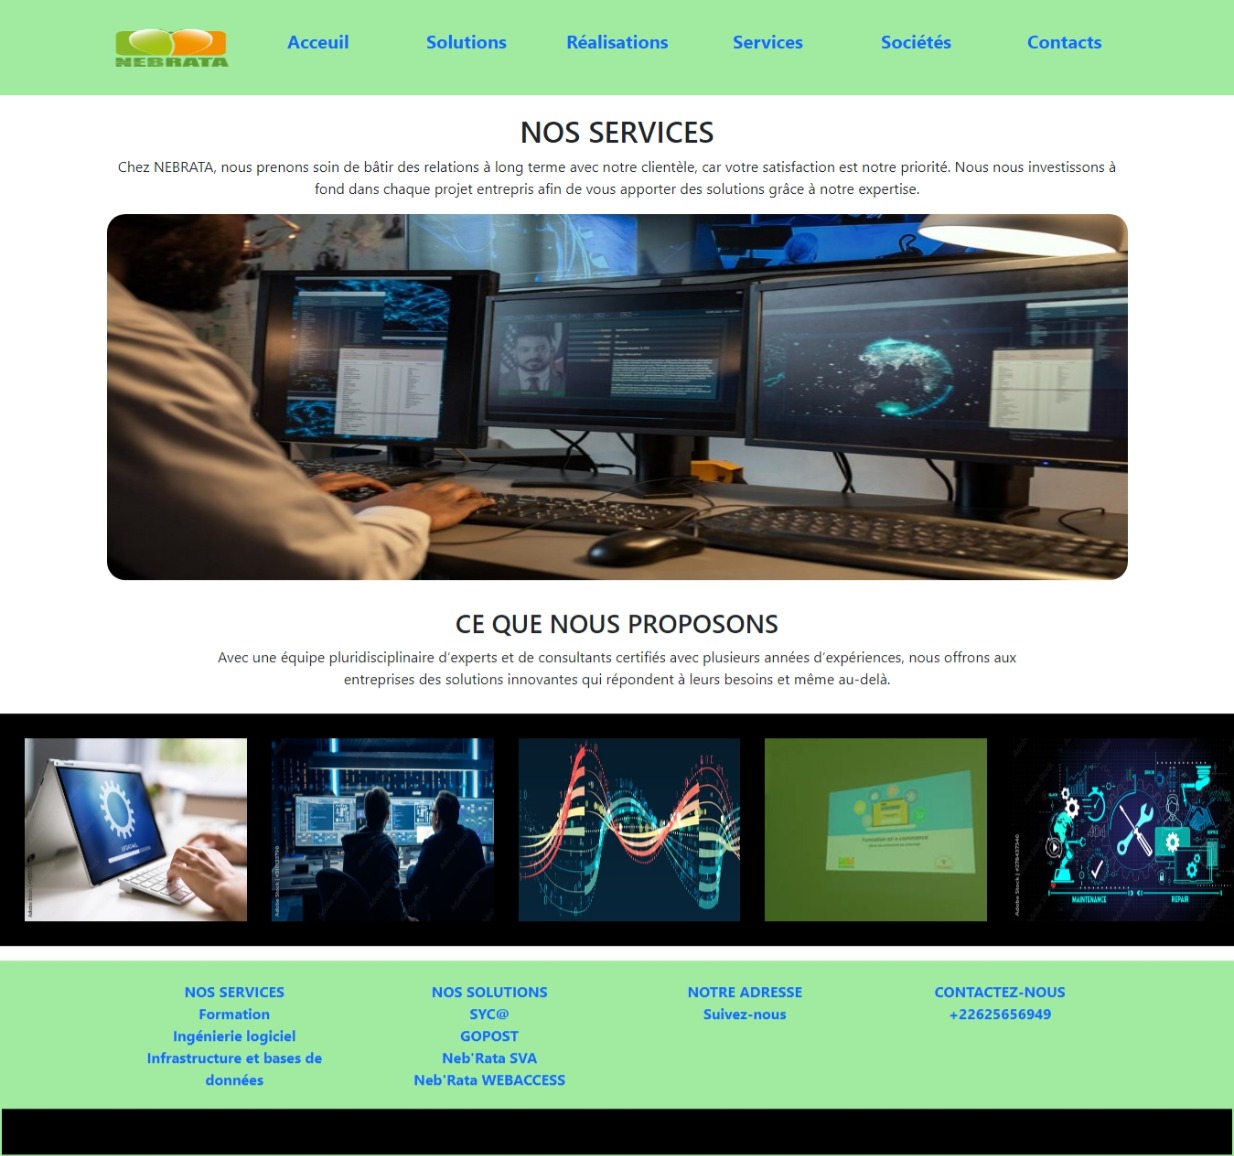 NEBRATA
Acceuil
Solutions
Réalisations
Services
Sociétés
Contacts
NOS SERVICES
Chez NEBRATA, nous prenons soin de bâtir des relations à long terme avec notre clientèle, car votre satisfaction est notre priorité. Nous nous investissons à
fond dans chaque projet entrepris afin de vous apporter des solutions grâce à notre expertise.
CE QUE NOUS PROPOSONS
Avec une équipe pluridisciplinaire d'experts et de consultants certifiés avec plusieurs années d'expériences, nous offrons aux
entreprises des solutions innovantes qui répondent à leurs besoins et même au-delà.
Formation en e-commerce
404
MAINTENANCE
REPAIR
NOS SERVICES
Formation
Ingénierie logiciel
Infrastructure et bases de
données
NOS SOLUTIONS
SYC@
GOPOST
Neb'Rata SVA
Neb'Rata WEBACCESS
NOTRE ADRESSE
Suivez-nous
CONTACTEZ-NOUS
+22625656949